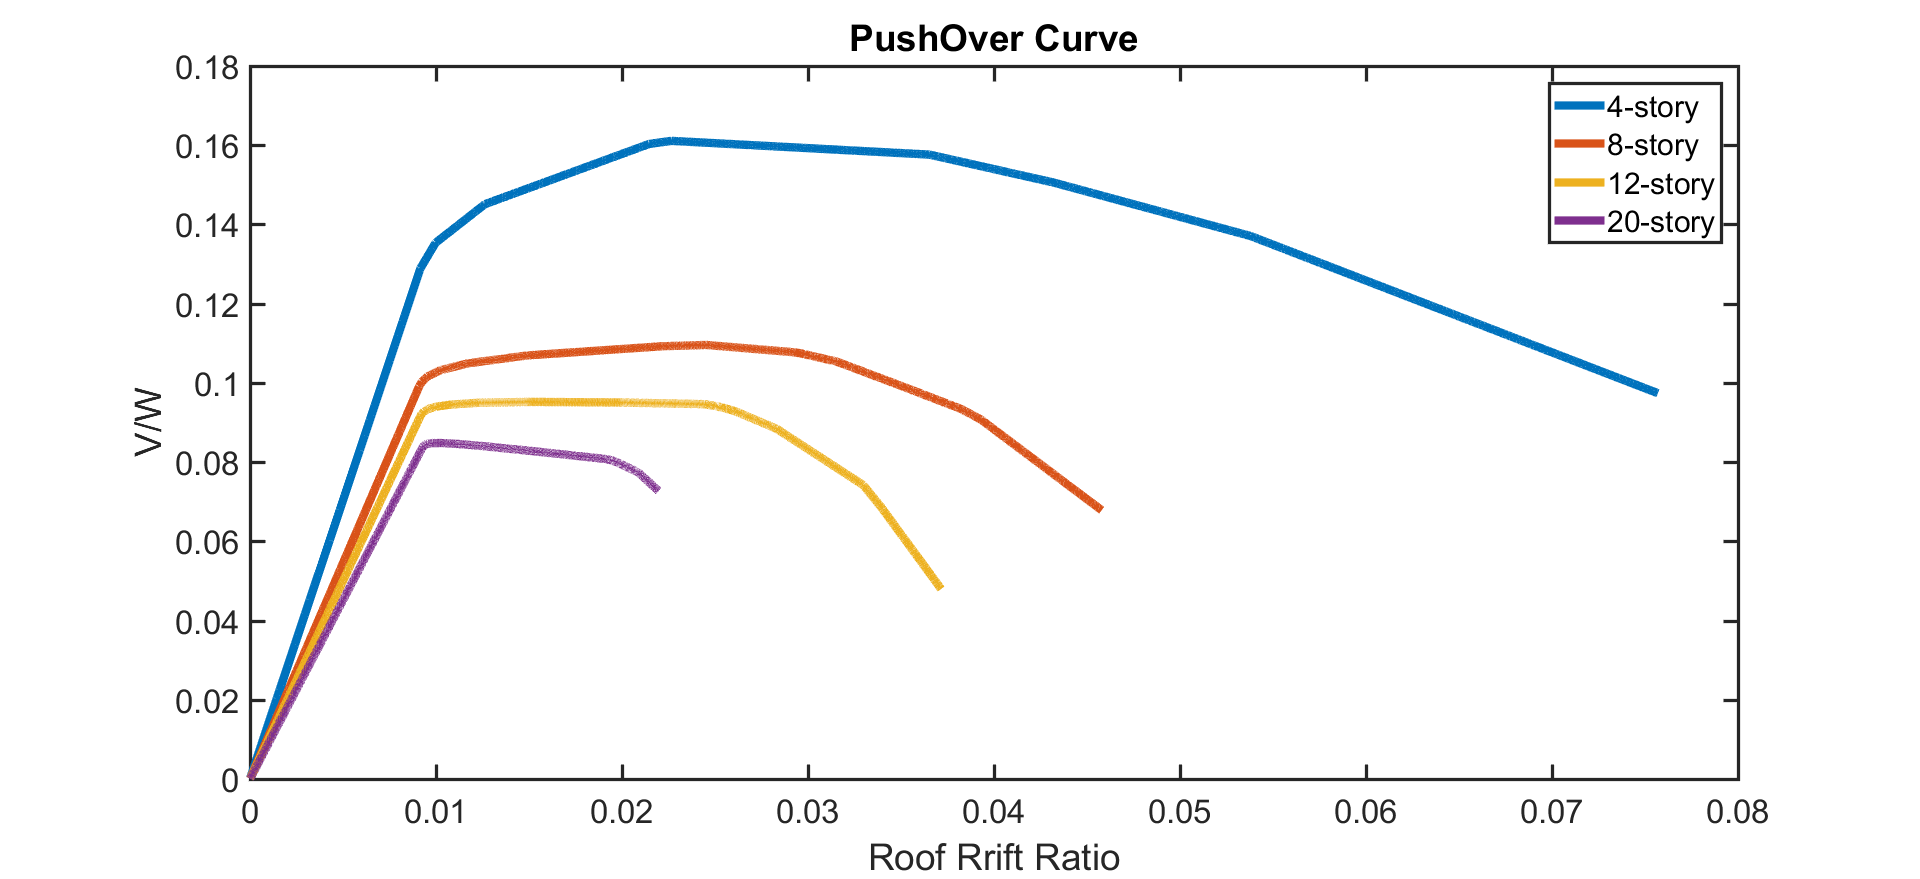 PushOver Curve
0.18
0.16
0.14
0.12
0.1
0.08
0.06
0.04
0.02
0
V/W
4-story
8-story
12-story
20-story
0 0.01 0.02 0.03 0.04 0.05 0.06 0.07 0.08
Roof Rrift Ratio